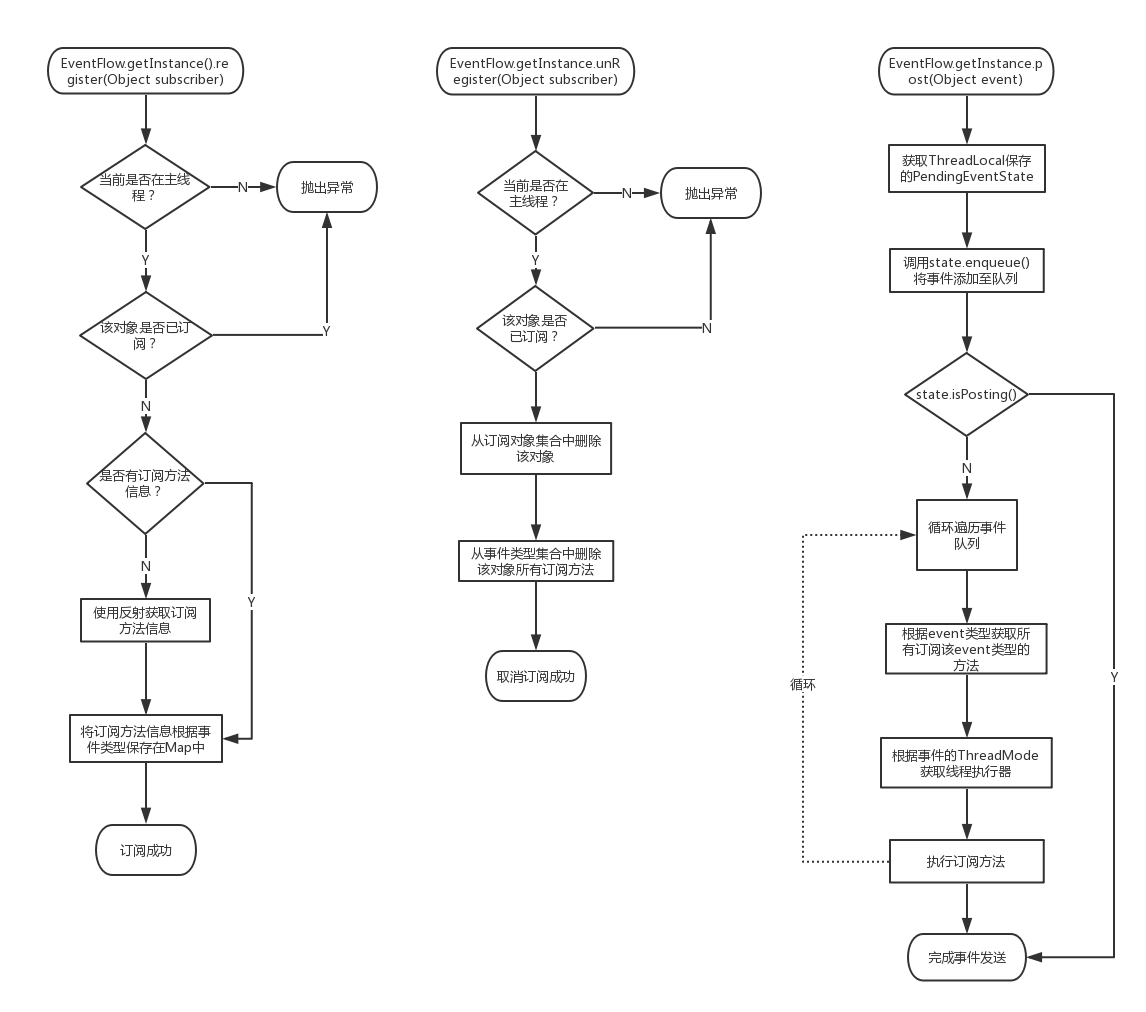 EventFlow.getInstance().re
gister(Object subscriber)
当前是否在主线
程？
N
抛出异常
Y
该对象是否已订
阅？
Y
N
是否有订阅方法
信息？
N
Y
使用反射获取订阅
方法信息
将订阅方法信息根据事
件类型保存在Map中
订阅成功
EventFlow.getInstance.unR
egister(Object subscriber)
当前是否在
主线程？
N
抛出异常
Y
该对象是否
已订阅？
N
从订阅对象集合中删除
该对象
从事件类型集合中删除
该对象所有订阅方法
取消订阅成功
EventFlow.getInstance.p
ost(Object event)
获取ThreadLocal保存
的PendingEventState
调用state.enqueue()
将事件添加至队列
state.isPosting()
N
Y
循环遍历事件
队列
根据event类型获取所
有订阅该event类型的
方法
循环
根据事件的ThreadMode
获取线程执行器
执行订阅方法
完成事件发送